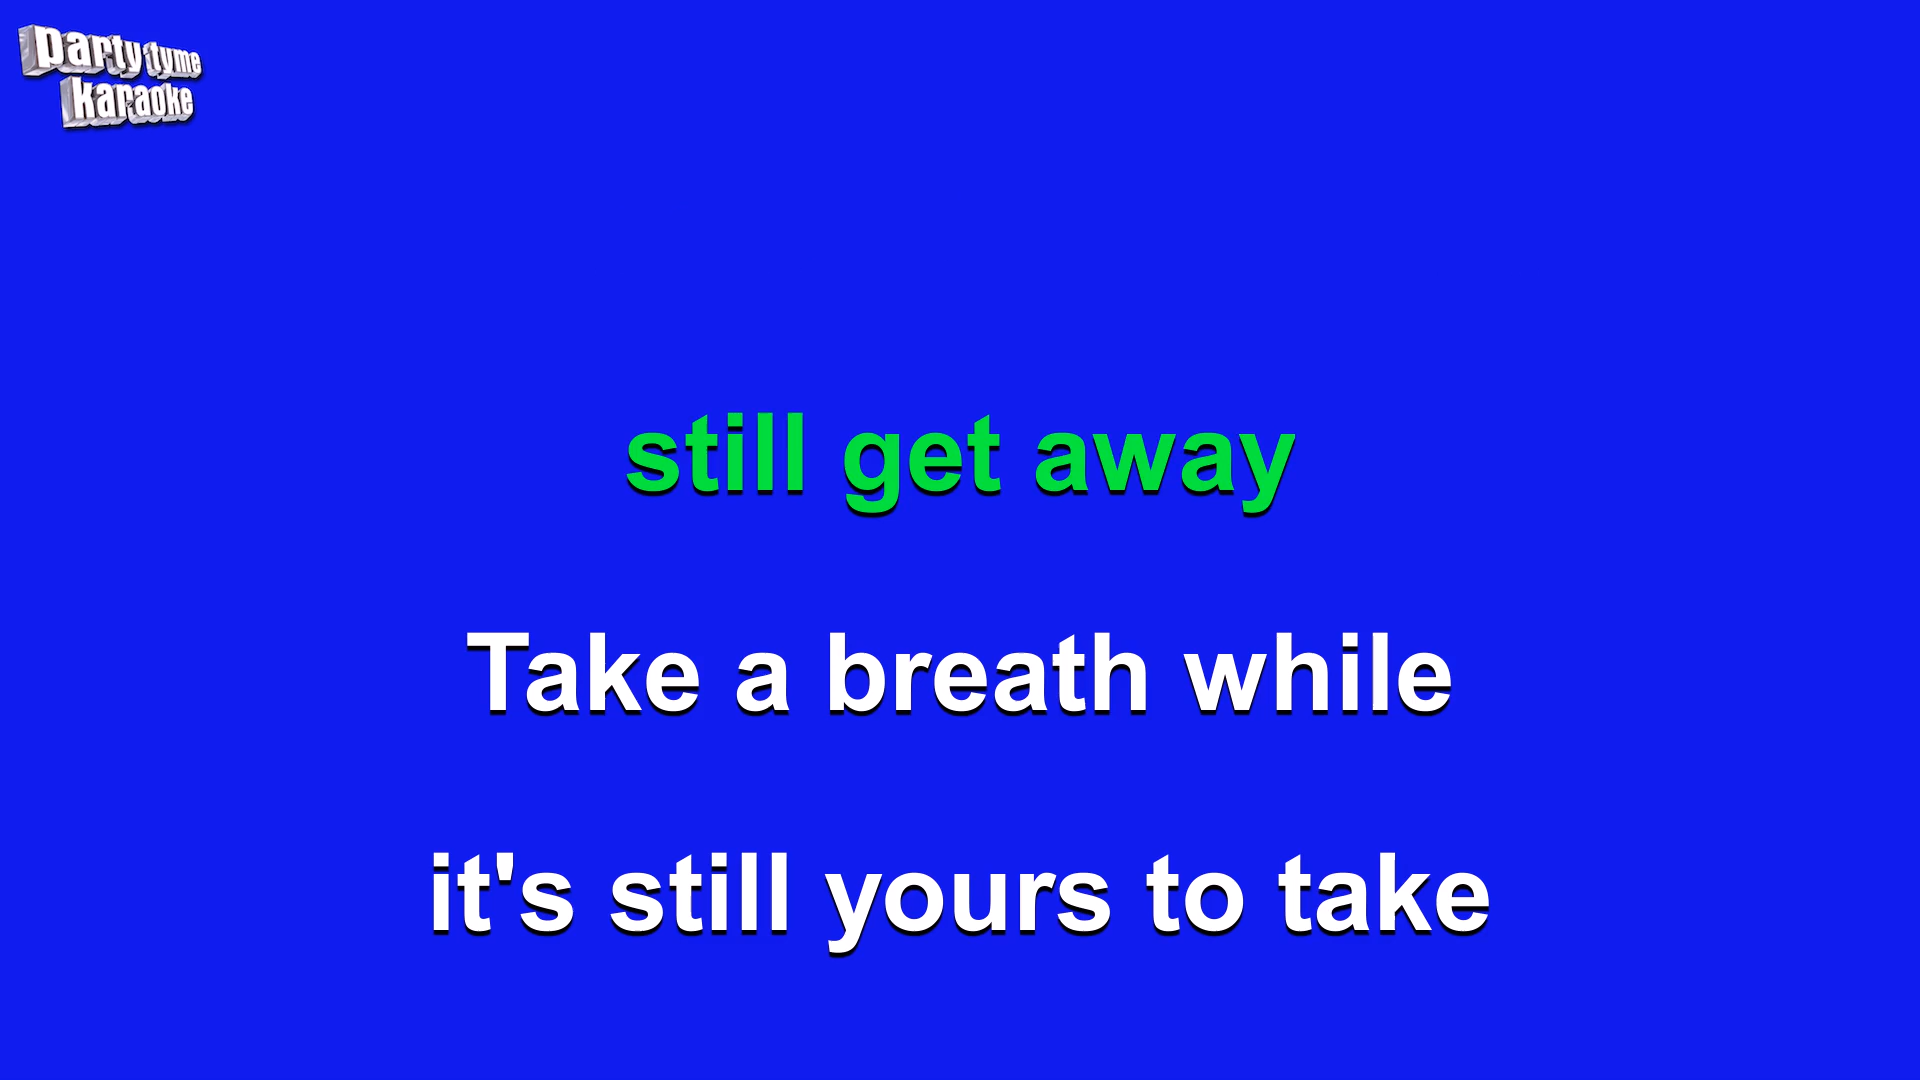 party tyme
karaoke
still get away
Take a breath while
it's still yours to take